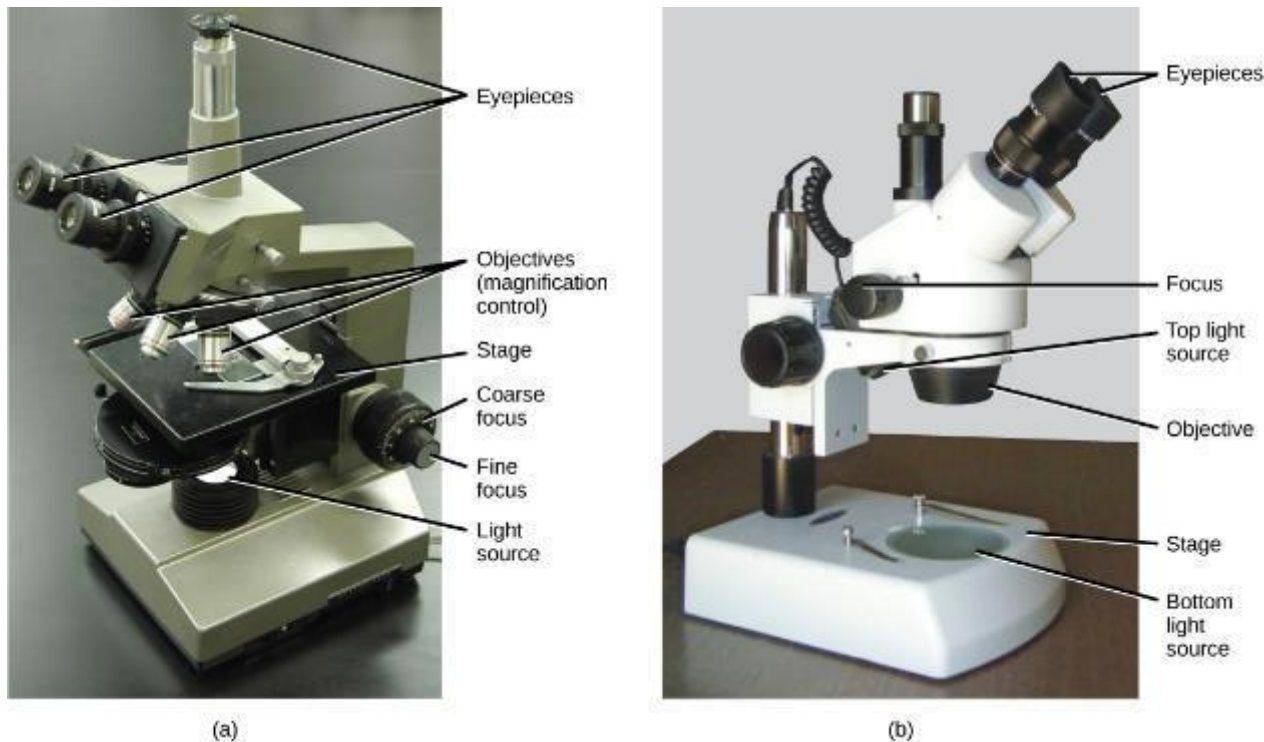 Eyepieces
Objectives
(magnification
control)
Stage
Coarse
focus
Fine
focus
Light
source
(a)
Eyepieces
Focus
Top light
source
Objective
Stage
Bottom
light
source
(b)